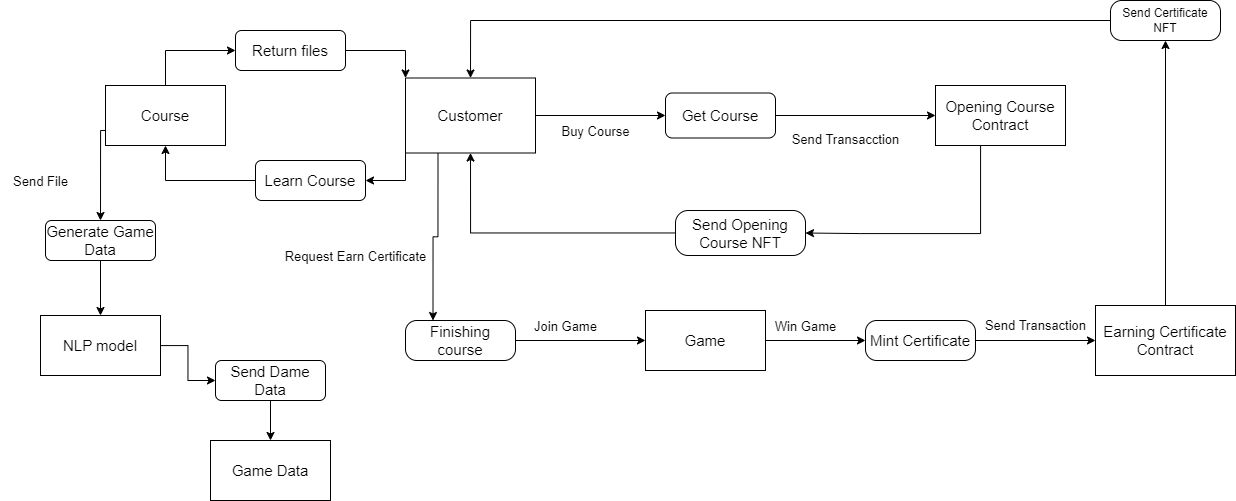 Send Certificate
NFT
Return files
Course
Customer
Get Course
Opening Course
Contract
Buy Course
Send Transacction
Send File
Learn Course
Generate Game
Data
Send Opening
Course NFT
Request Earn Certificate
NLP model
Finishing
course
Join Game
Game
Win Game
Mint Certificate
Send Transaction
Earning Certificate
Contract
Send Dame
Data
Game Data